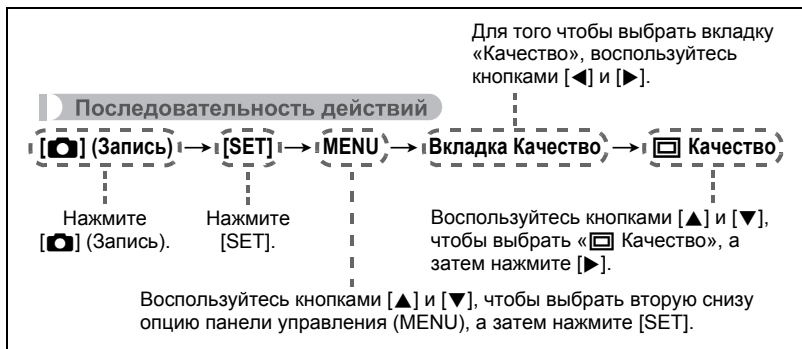 Для того чтобы выбрать вкладку
«Качество», воспользуйтесь
кнопками [◀] и [▶].
Последовательность действий
[📷] (Запись) → [SET] → MENU → Вкладка Качество → Качество
Нажмите
[📷] (Запись).
Нажмите
[SET].
Воспользуйтесь кнопками [▲] и [▼],
чтобы выбрать «Качество», а
затем нажмите [▶].
Воспользуйтесь кнопками [▲] и [▼], чтобы выбрать вторую снизу
опцию панели управления (MENU), а затем нажмите [SET].